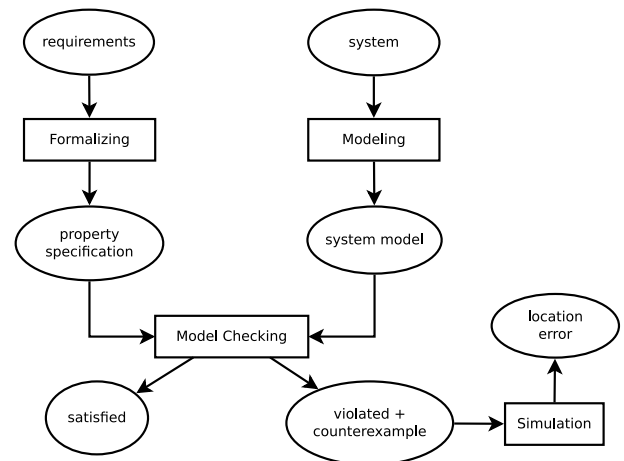 requirements
system
Formalizing
Modeling
property
specification
system model
Model Checking
location
error
satisfied
violated +
counterexample
Simulation